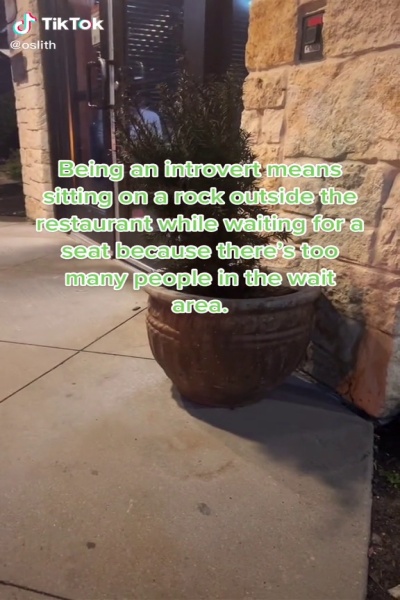 TikTok
@oslith
Being an introvert means
sitting on a rock outside the
restaurant while waiting for a
seat because there's too
many people in the wait
area.